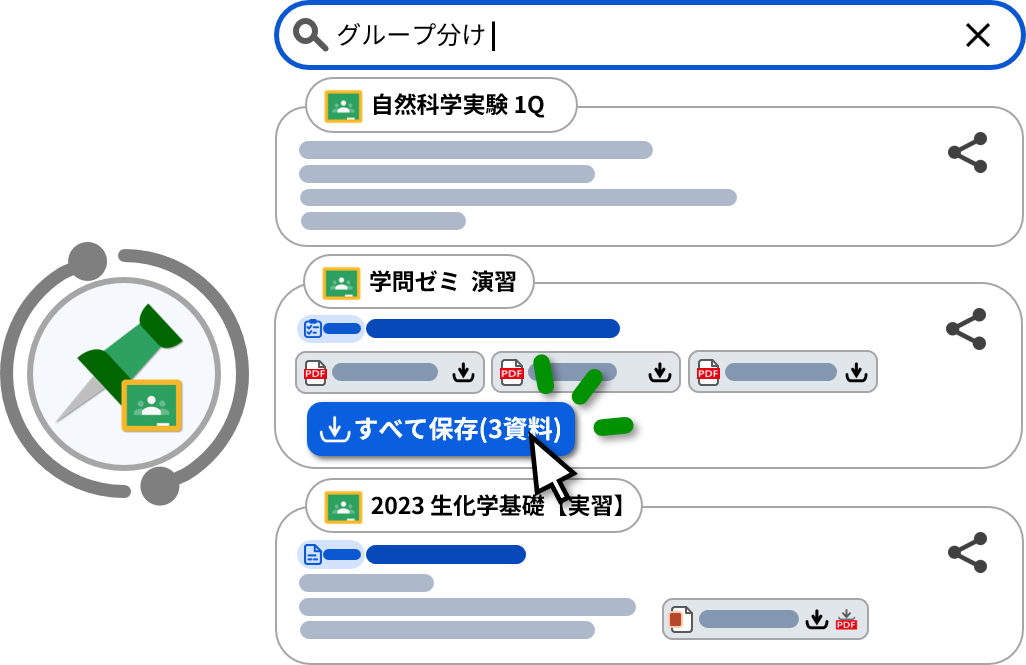 グループ分け
自然科学実験 1Q
学問ゼミ 演習
PDF PDF PDF
すべて保存(3資料)
2023 生化学基礎【実習】
PDF